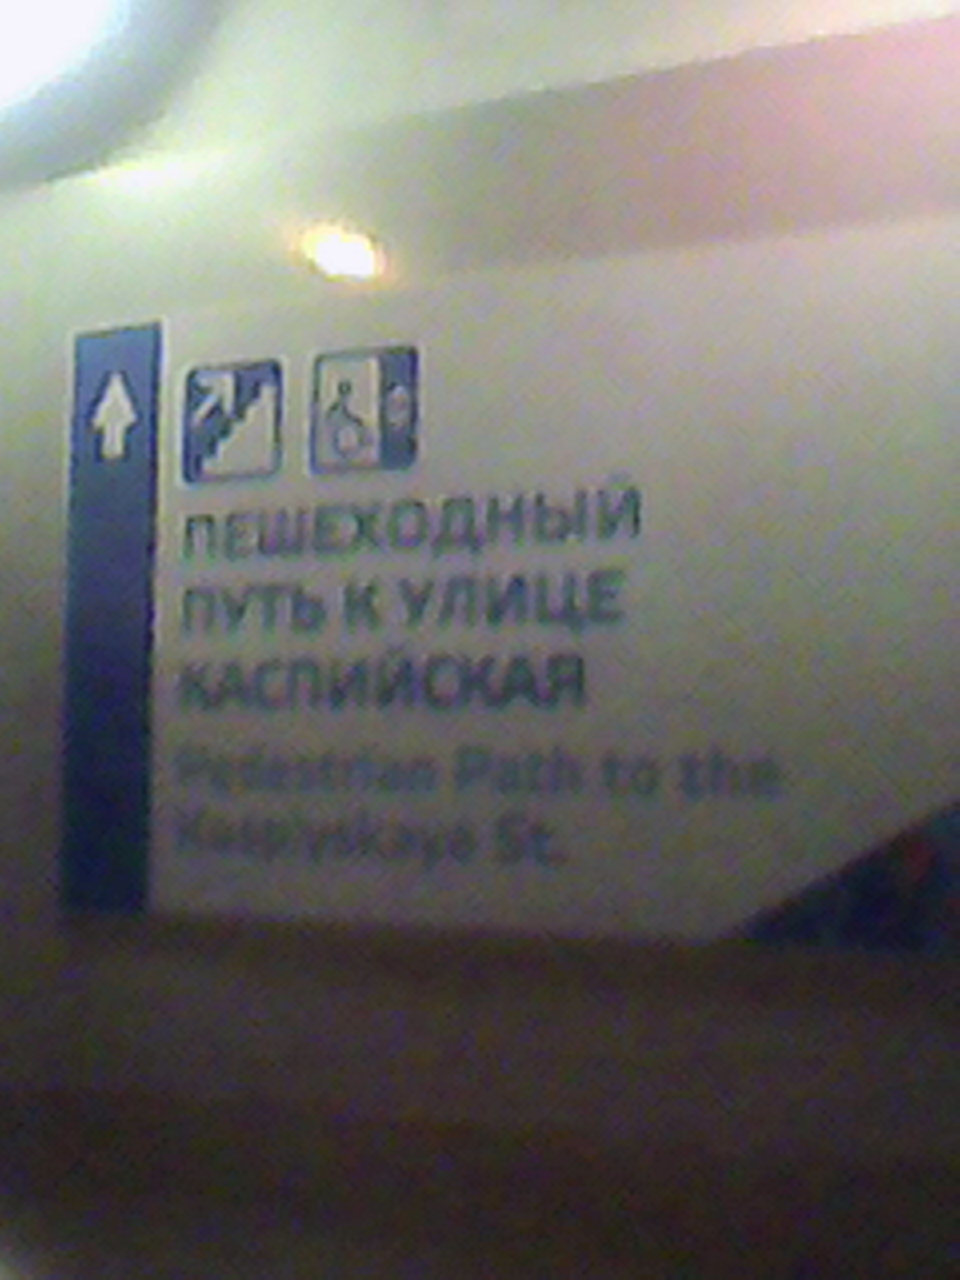 ПЕШЕХОДНЫЙ
ПУТЬ К УЛИЦЕ
КАСПИЙСКАЯ
Pedestrian Path to the
Kaspiyskaya St.